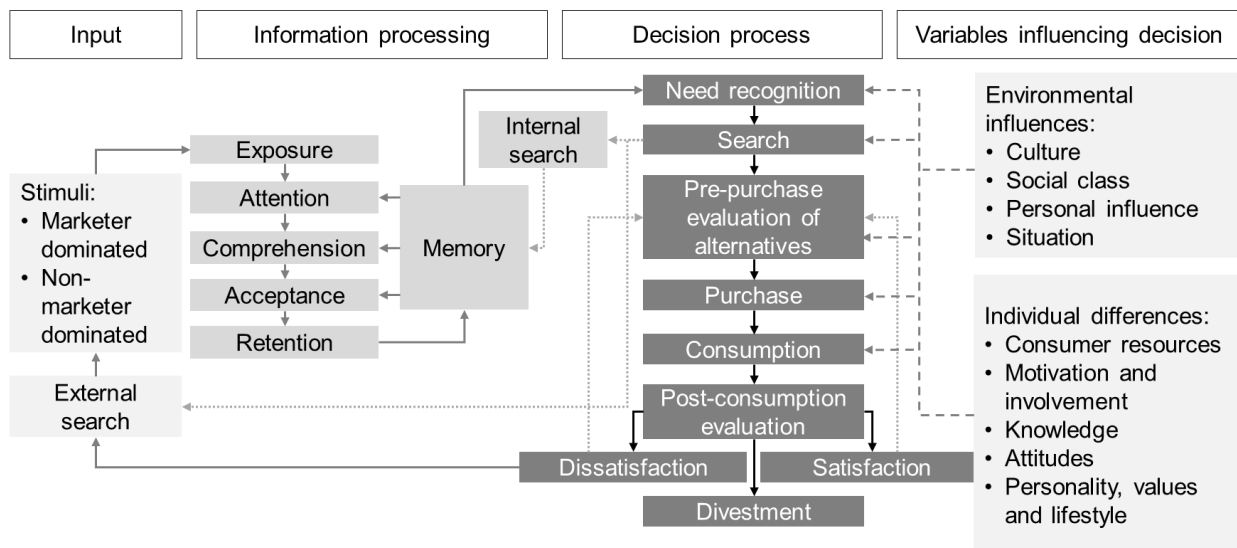 Input
Information processing
Decision process
Variables influencing decision
Stimuli:
• Marketer
dominated
• Non-
marketer
dominated
External
search
Exposure
Attention
Comprehension
Acceptance
Retention
Memory
Internal
search
Need recognition
Search
Pre-purchase
evaluation of
alternatives
Purchase
Consumption
Post-consumption
evaluation
Dissatisfaction
Satisfaction
Divestment
Environmental
influences:
• Culture
• Social class
• Personal influence
• Situation
Individual differences:
• Consumer resources
• Motivation and
involvement
• Knowledge
• Attitudes
• Personality, values
and lifestyle